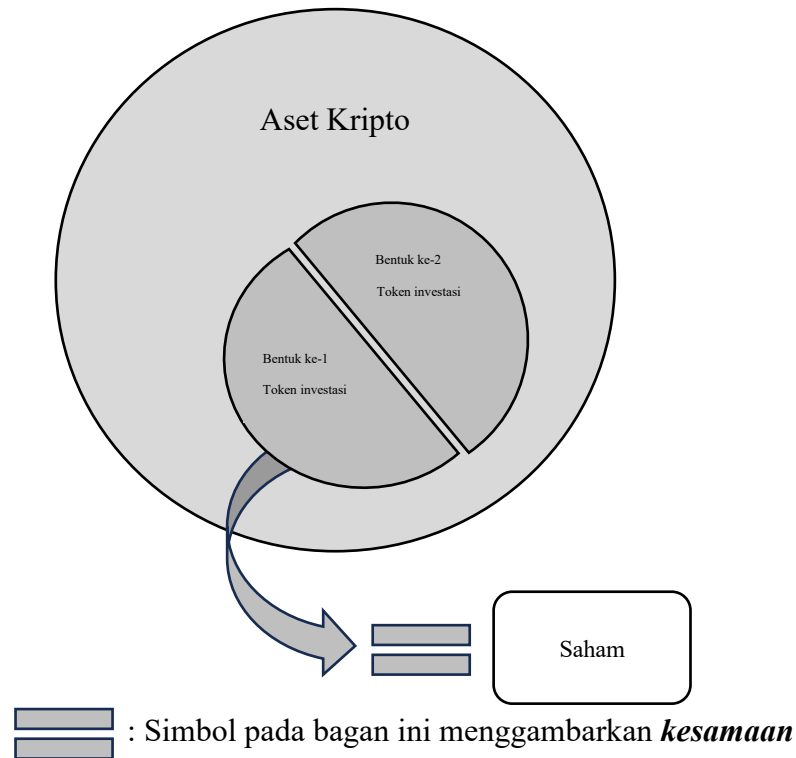 Aset Kripto
Bentuk ke-2
Token investasi
Bentuk ke-1
Token investasi
Saham
: Simbol pada bagan ini menggambarkan kesamaan